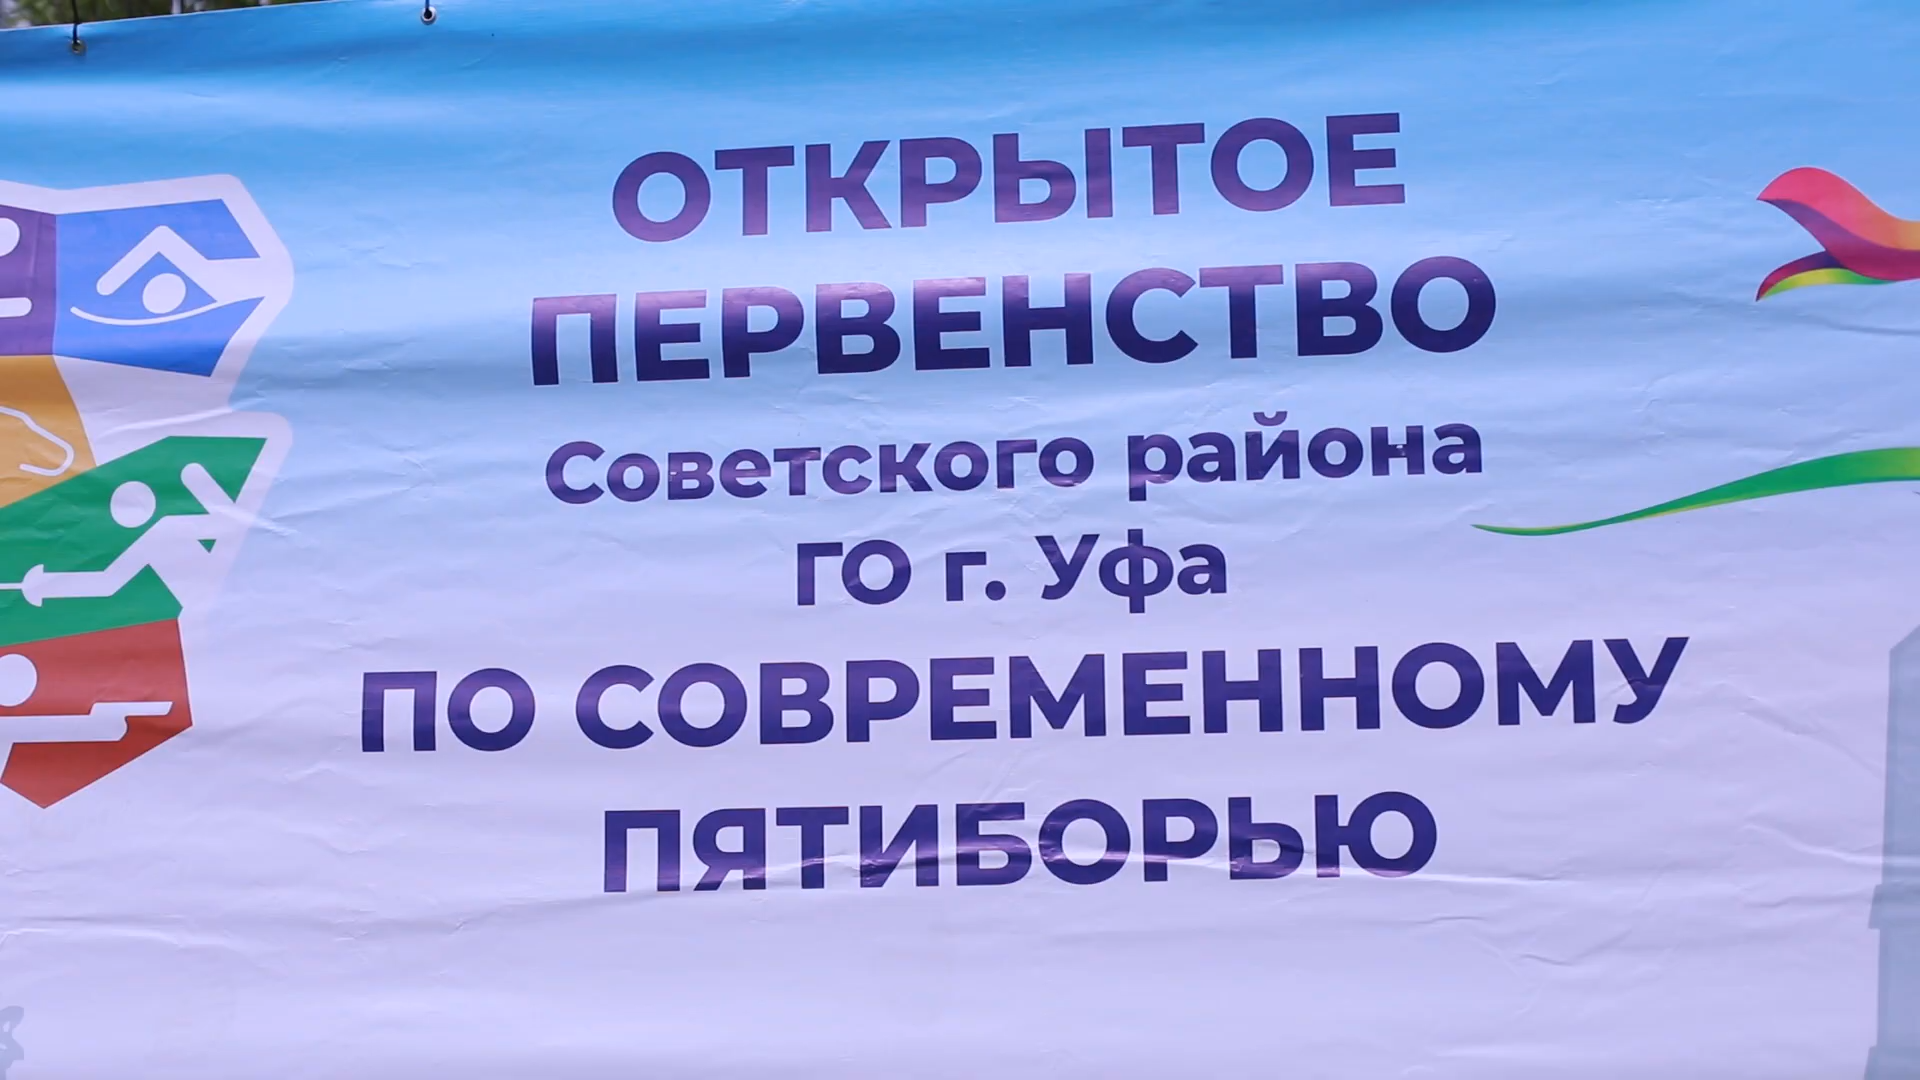 ОТКРЫТОЕ
ПЕРВЕНСТВО
Советского района
ГО г. Уфа
ПО СОВРЕМЕННОМУ
ПЯТИБОРЬЮ